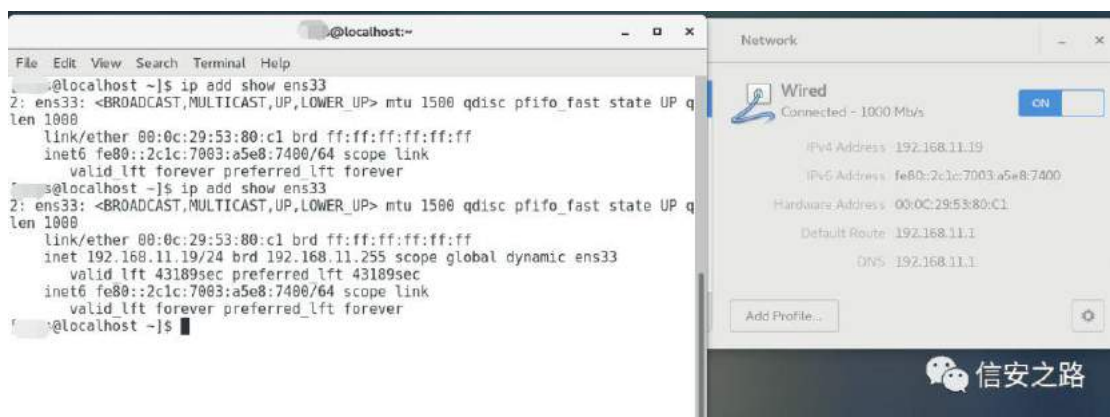 @localhost:~
File Edit View Search Terminal Help
@localhost ~]$ ip add show ens33
2: ens33: <BROADCAST,MULTICAST,UP,LOWER_UP> mtu 1500 qdisc pfifo_fast state UP q
len 1000
link/ether 00:0c:29:53:80:c1 brd ff:ff:ff:ff:ff:ff
inet6 fe80::2c1c:7003:a5e8:7400/64 scope link
valid_lft forever preferred_lft forever
s@localhost ~]$ ip add show ens33
2: ens33: <BROADCAST,MULTICAST,UP,LOWER_UP> mtu 1500 qdisc pfifo_fast state UP q
len 1000
link/ether 00:0c:29:53:80:c1 brd ff:ff:ff:ff:ff:ff
inet 192.168.11.19/24 brd 192.168.11.255 scope global dynamic ens33
valid_lft 43189sec preferred_lft 43189sec
inet6 fe80::2c1c:7003:a5e8:7400/64 scope link
valid_lft forever preferred_lft forever
@localhost ~]$
Network
Wired
Connected - 1000 Mb/s
ON
IPv4 Address 192.168.11.19
IPv6 Address fe80::2c1c:7003:a5e8:7400
Hardware Address 00:0C:29:53:80:C1
Default Route 192.168.11.1
DNS 192.168.11.1
Add Profile...
信安之路